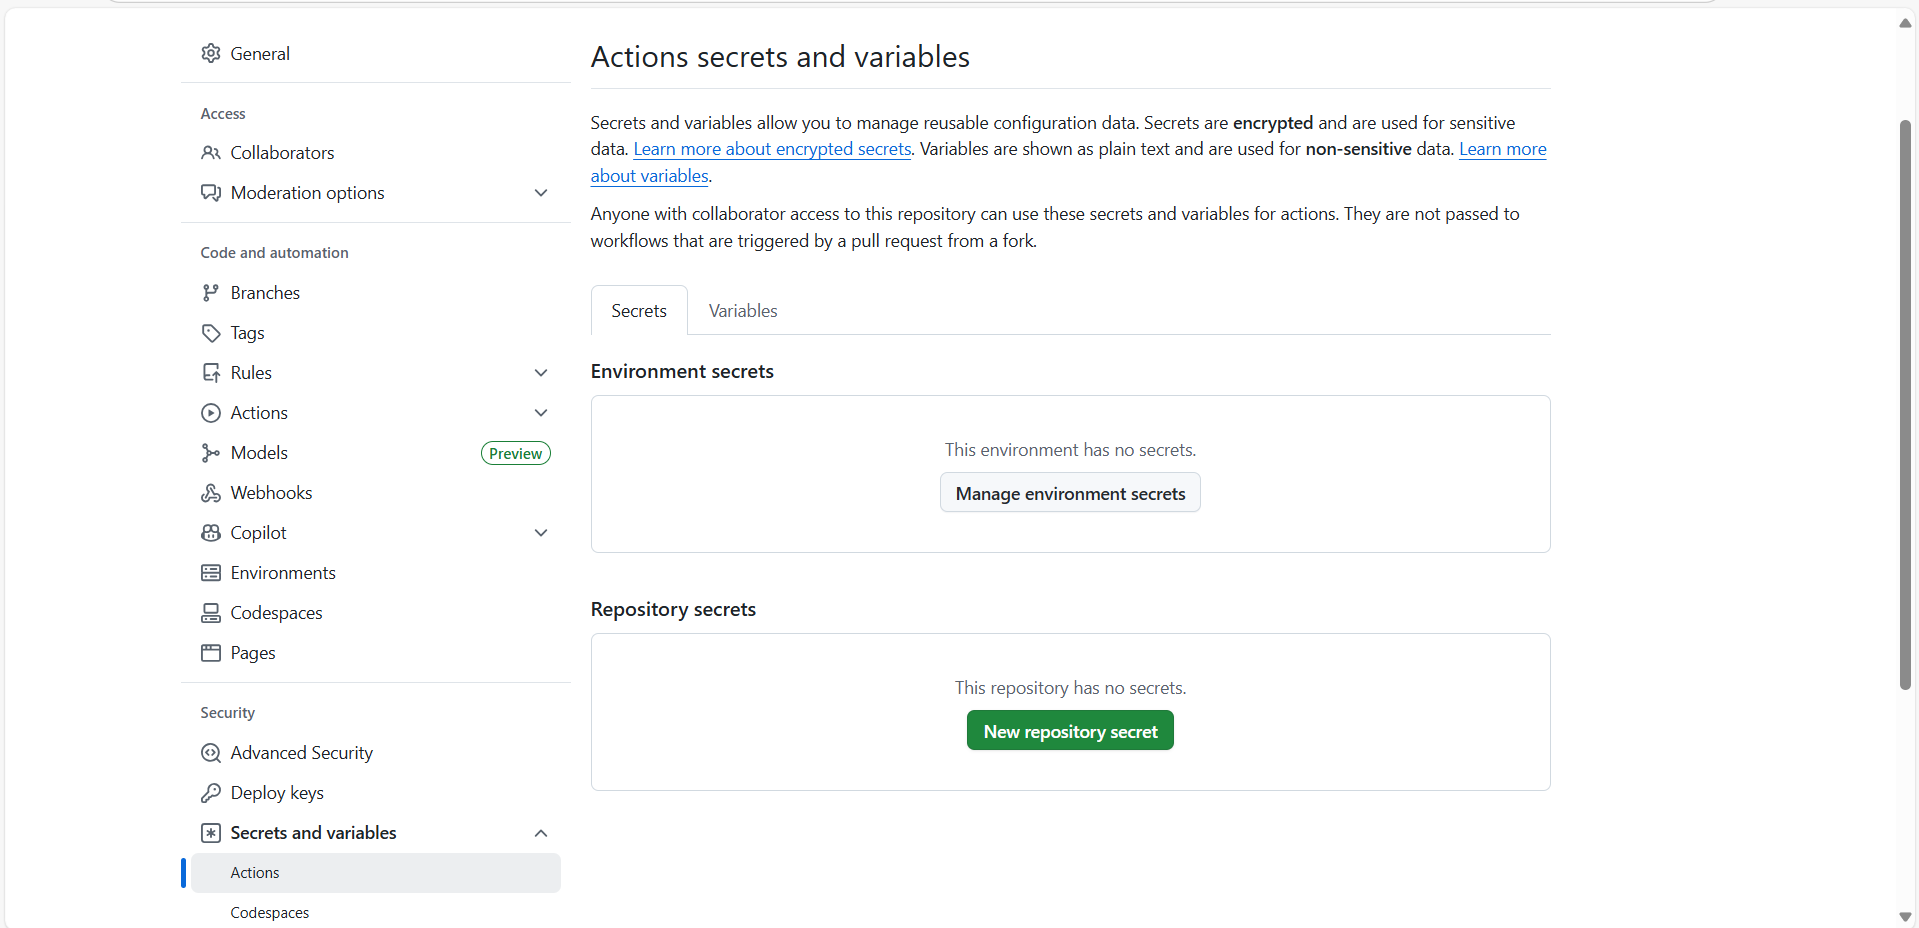 General
Access
Collaborators
Moderation options
Code and automation
Branches
Tags
Rules
Actions
Models
Preview
Webhooks
Copilot
Environments
Codespaces
Pages
Security
Advanced Security
Deploy keys
Secrets and variables
Actions
Codespaces
Actions secrets and variables
Secrets and variables allow you to manage reusable configuration data. Secrets are encrypted and are used for sensitive
data. Learn more about encrypted secrets. Variables are shown as plain text and are used for non-sensitive data. Learn more
about variables.
Anyone with collaborator access to this repository can use these secrets and variables for actions. They are not passed to
workflows that are triggered by a pull request from a fork.
Secrets
Variables
Environment secrets
This environment has no secrets.
Manage environment secrets
Repository secrets
This repository has no secrets.
New repository secret